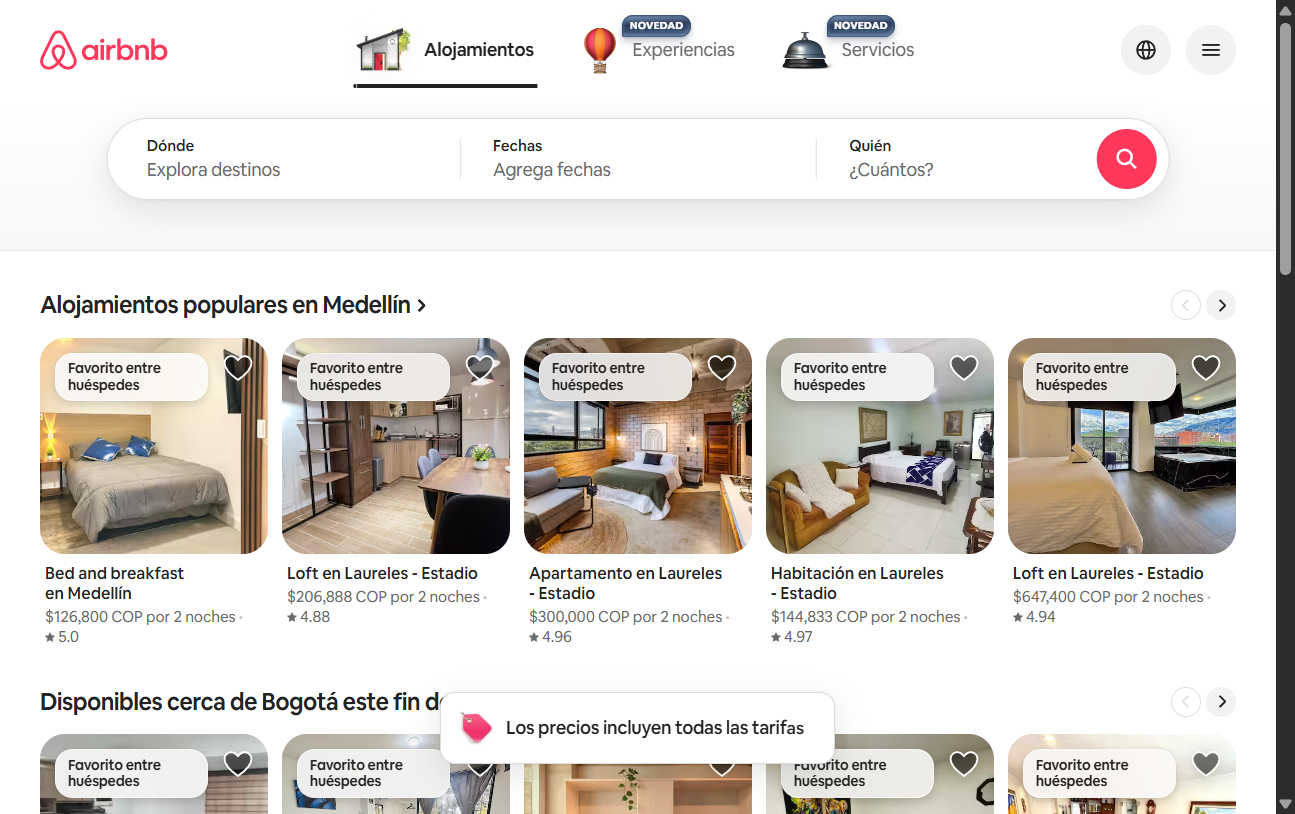 airbnb
Alojamientos
NOVEDAD
Experiencias
NOVEDAD
Servicios
Dónde
Explora destinos
Fechas
Agrega fechas
Quién
¿Cuántos?
Alojamientos populares en Medellín
Favorito entre
huéspedes
Favorito entre
huéspedes
Favorito entre
huéspedes
Favorito entre
huéspedes
Favorito entre
huéspedes
Bed and breakfast
en Medellín
$126,800 COP por 2 noches ·
★ 5.0
Loft en Laureles - Estadio
$206,888 COP por 2 noches ·
★ 4.88
Apartamento en Laureles
- Estadio
$300,000 COP por 2 noches ·
★ 4.96
Habitación en Laureles
- Estadio
$144,833 COP por 2 noches ·
★ 4.97
Loft en Laureles - Estadio
$647,400 COP por 2 noches ·
★ 4.94
Disponibles cerca de Bogotá este fin
Los precios incluyen todas las tarifas
Favorito entre
huéspedes
Favorito entre
huéspedes
Favorito entre
huéspedes
Favorito entre
huéspedes